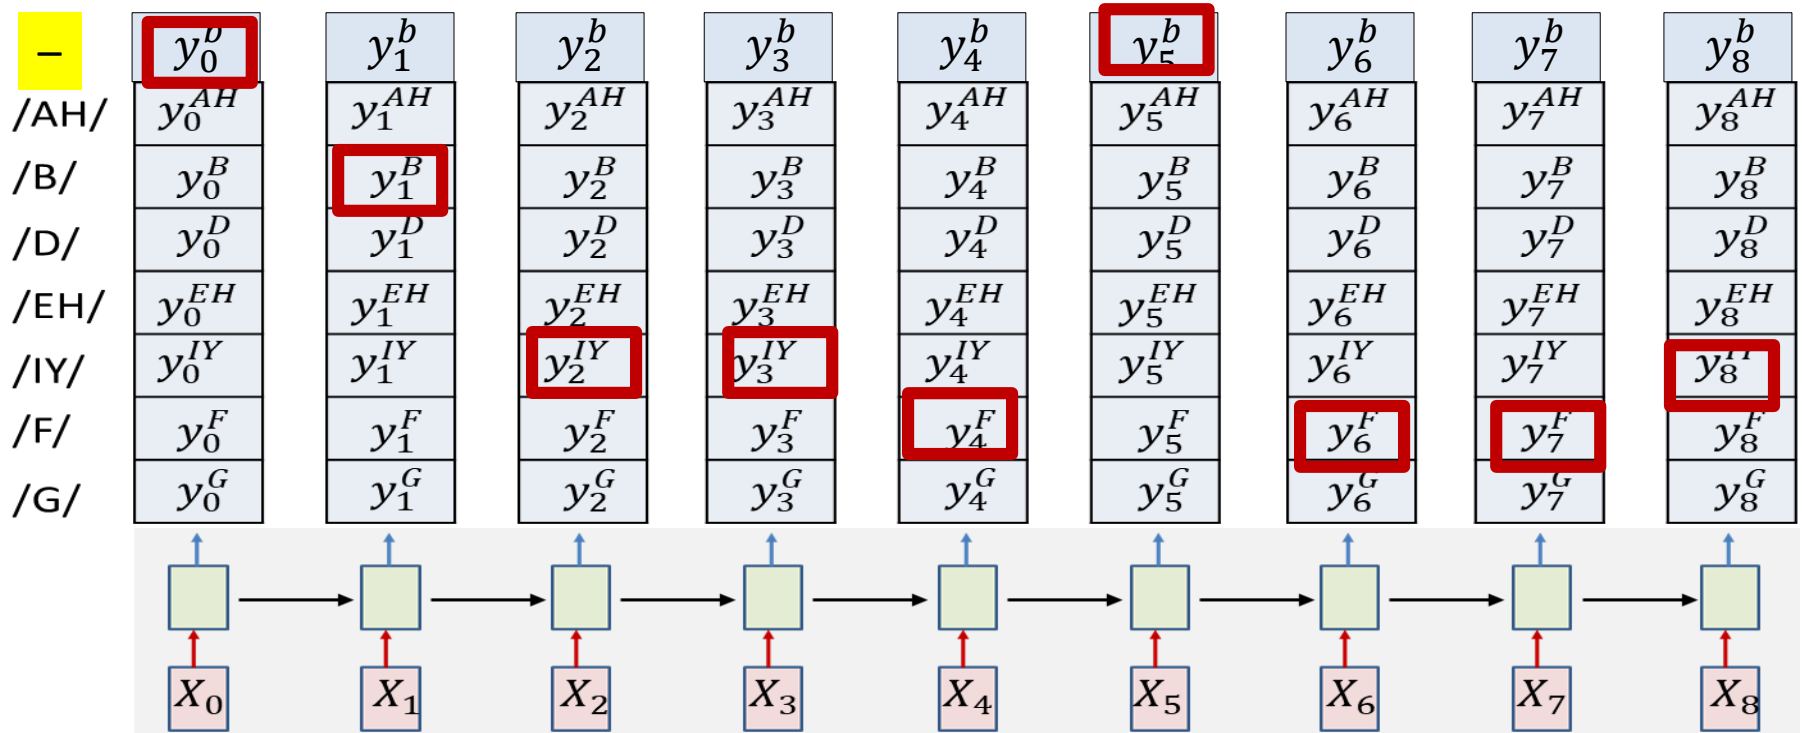 – y_0^b y_1^b y_2^b y_3^b y_4^b y_5^b y_6^b y_7^b y_8^b
/AH/ y_0^{AH} y_1^{AH} y_2^{AH} y_3^{AH} y_4^{AH} y_5^{AH} y_6^{AH} y_7^{AH} y_8^{AH}
/B/ y_0^B y_1^B y_2^B y_3^B y_4^B y_5^B y_6^B y_7^B y_8^B
/D/ y_0^D y_1^D y_2^D y_3^D y_4^D y_5^D y_6^D y_7^D y_8^D
/EH/ y_0^{EH} y_1^{EH} y_2^{EH} y_3^{EH} y_4^{EH} y_5^{EH} y_6^{EH} y_7^{EH} y_8^{EH}
/IY/ y_0^{IY} y_1^{IY} y_2^{IY} y_3^{IY} y_4^{IY} y_5^{IY} y_6^{IY} y_7^{IY} y_8^{IY}
/F/ y_0^F y_1^F y_2^F y_3^F y_4^F y_5^F y_6^F y_7^F y_8^F
/G/ y_0^G y_1^G y_2^G y_3^G y_4^G y_5^G y_6^G y_7^G y_8^G
X_0 X_1 X_2 X_3 X_4 X_5 X_6 X_7 X_8